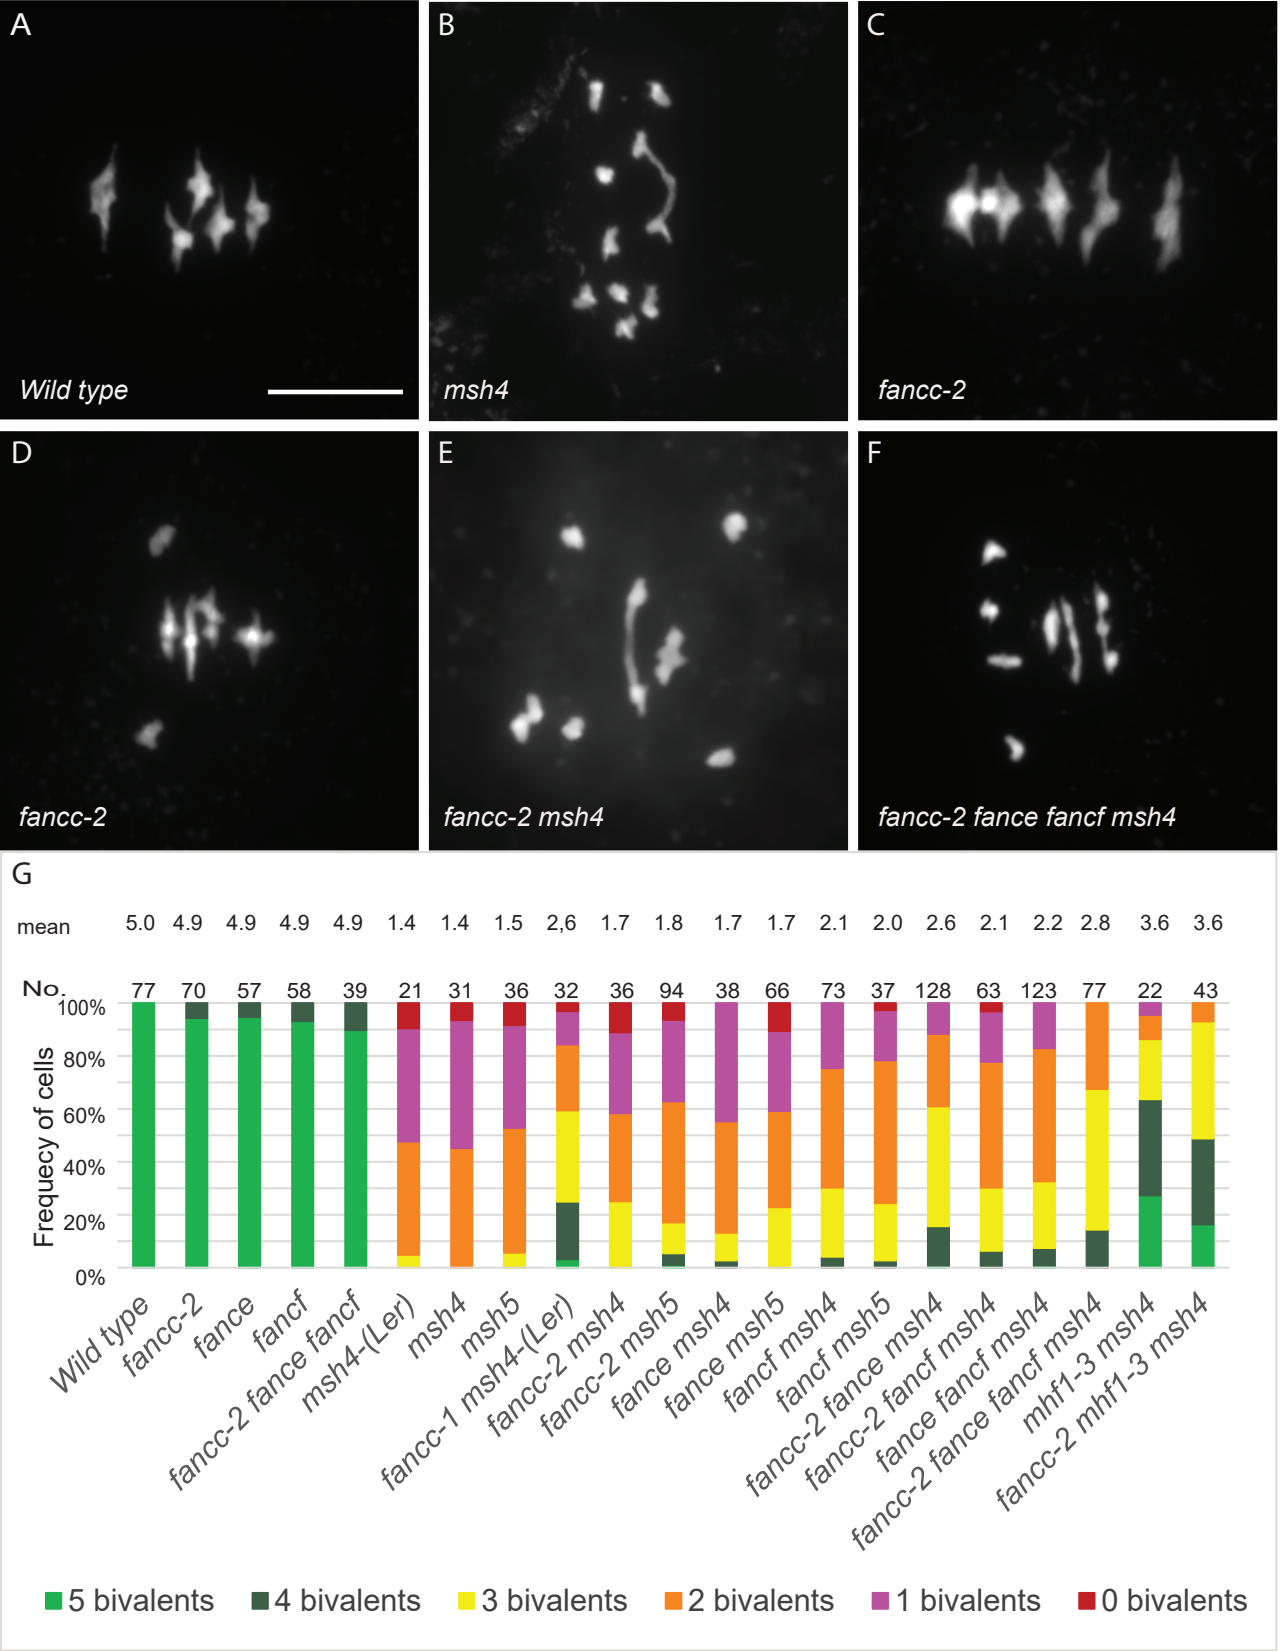 A
B
C
Wild type
msh4
fancc-2
D
E
F
fancc-2
fancc-2 msh4
fancc-2 fance fancf msh4
G
mean 5.0 4.9 4.9 4.9 4.9 1.4 1.4 1.5 2,6 1.7 1.8 1.7 1.7 2.1 2.0 2.6 2.1 2.2 2.8 3.6 3.6
No. 77 70 57 58 39 21 31 36 32 36 94 38 66 73 37 128 63 123 77 22 43
100%
80%
60%
40%
20%
0%
Frequecy of cells
Wild type
fancc-2
fance
fancf
fancc-2 fance fancf
msh4-(Ler)
msh4
msh5
fancc-1 msh4-(Ler)
fancc-2 msh4
fancc-2 msh5
fance msh4
fance msh5
fancf msh4
fancf msh5
fancc-2 fance msh4
fancc-2 fancf msh4
fance fancf msh4
fancc-2 fance fancf msh4
mhf1-3 msh4
fancc-2 mhf1-3 msh4
5 bivalents 4 bivalents 3 bivalents 2 bivalents 1 bivalents 0 bivalents